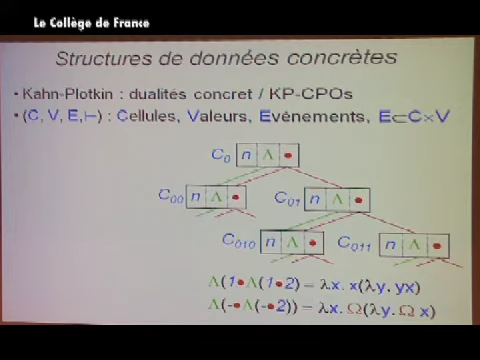 Le Collège de France
Structures de données concrètes
• Kahn-Plotkin : dualités concret / KP-CPOs
• (C, V, E,⊢) : Cellules, Valeurs, Evénements, E⊂C×V
C0 n Λ •
C00 n Λ • C01 n Λ •
C010 n Λ • C011 n Λ •
Λ(1•Λ(1•2)) = λx. x(λy. yx)
Λ(-•Λ(-•2)) = λx. Ω(λy. Ω x)